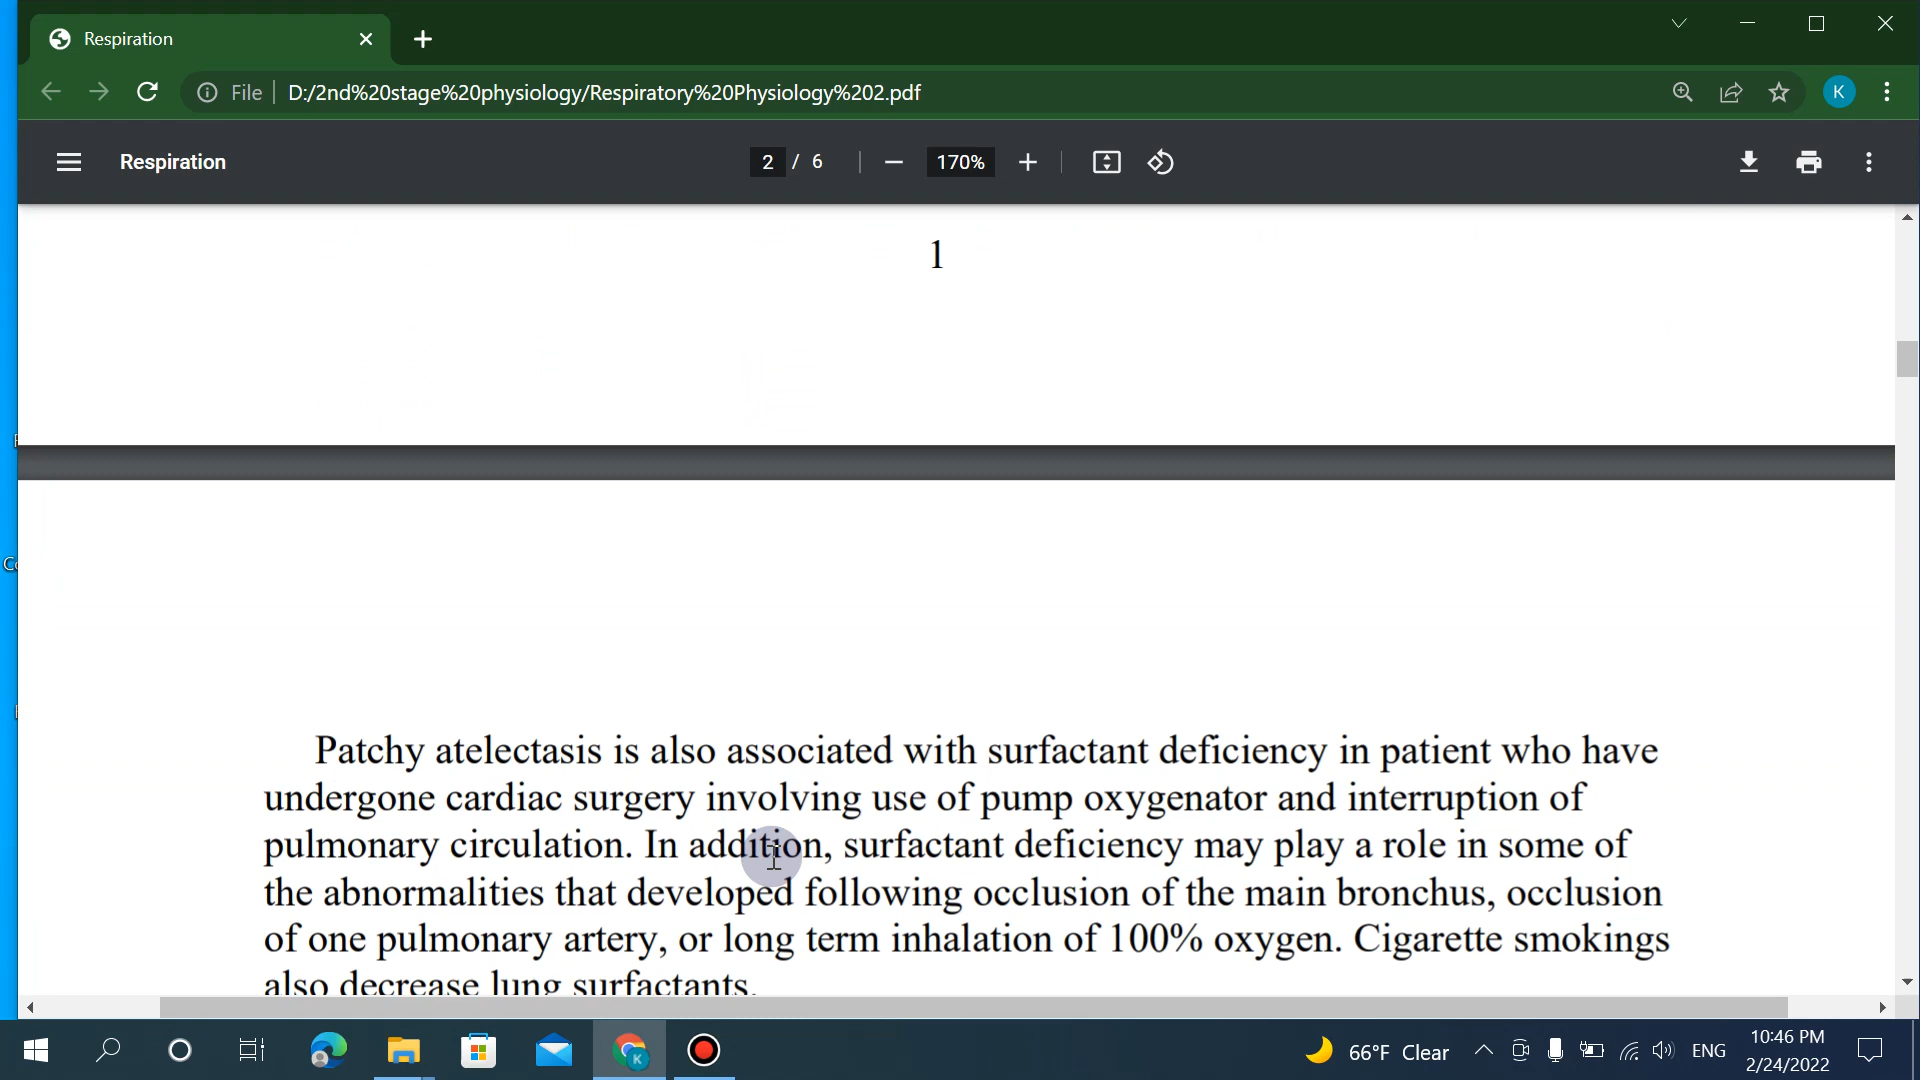 Respiration
File
D:/2nd%20stage%20physiology/Respiratory%20Physiology%202.pdf
K
Respiration
2 / 6
170%
1
Patchy atelectasis is also associated with surfactant deficiency in patient who have
undergone cardiac surgery involving use of pump oxygenator and interruption of
pulmonary circulation. In addition, surfactant deficiency may play a role in some of
the abnormalities that developed following occlusion of the main bronchus, occlusion
of one pulmonary artery, or long term inhalation of 100% oxygen. Cigarette smokings
also decrease lung surfactants.
K
66°F Clear
ENG
10:46 PM
2/24/2022